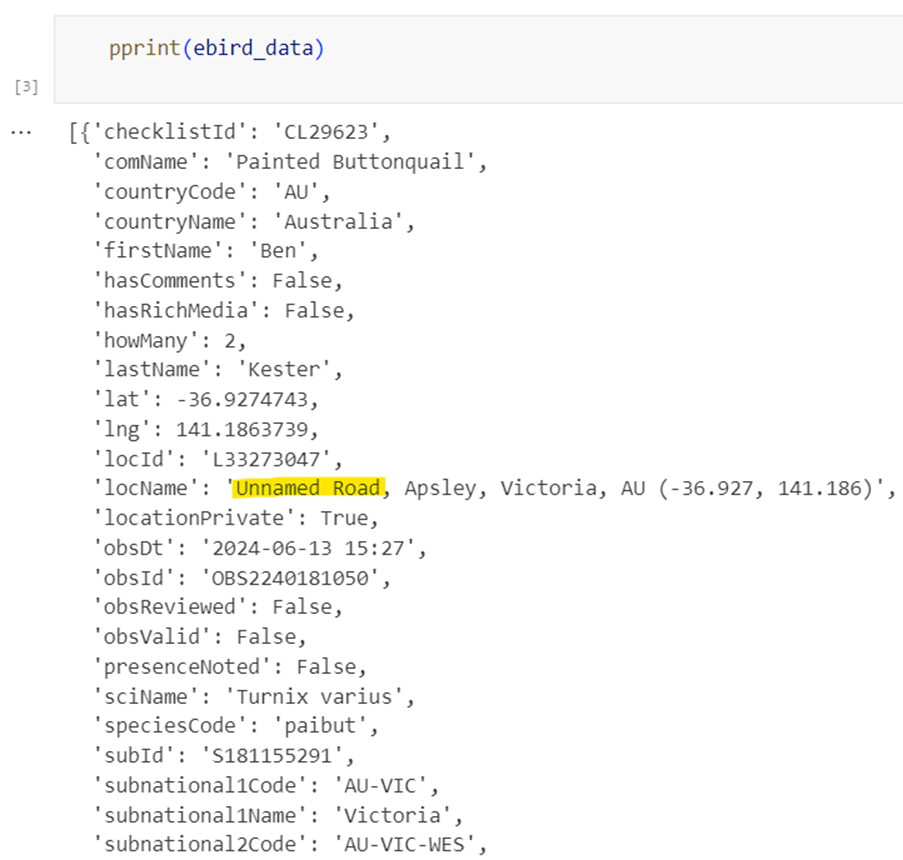 pprint(ebird_data)
[3]
... [{'checklistId': 'CL29623',
'comName': 'Painted Buttonquail',
'countryCode': 'AU',
'countryName': 'Australia',
'firstName': 'Ben',
'hasComments': False,
'hasRichMedia': False,
'howMany': 2,
'lastName': 'Kester',
'lat': -36.9274743,
'lng': 141.1863739,
'locId': 'L33273047',
'locName': 'Unnamed Road, Apsley, Victoria, AU (-36.927, 141.186)',
'locationPrivate': True,
'obsDt': '2024-06-13 15:27',
'obsId': 'OBS2240181050',
'obsReviewed': False,
'obsValid': False,
'presenceNoted': False,
'sciName': 'Turnix varius',
'speciesCode': 'paibut',
'subId': 'S181155291',
'subnational1Code': 'AU-VIC',
'subnational1Name': 'Victoria',
'subnational2Code': 'AU-VIC-WES',